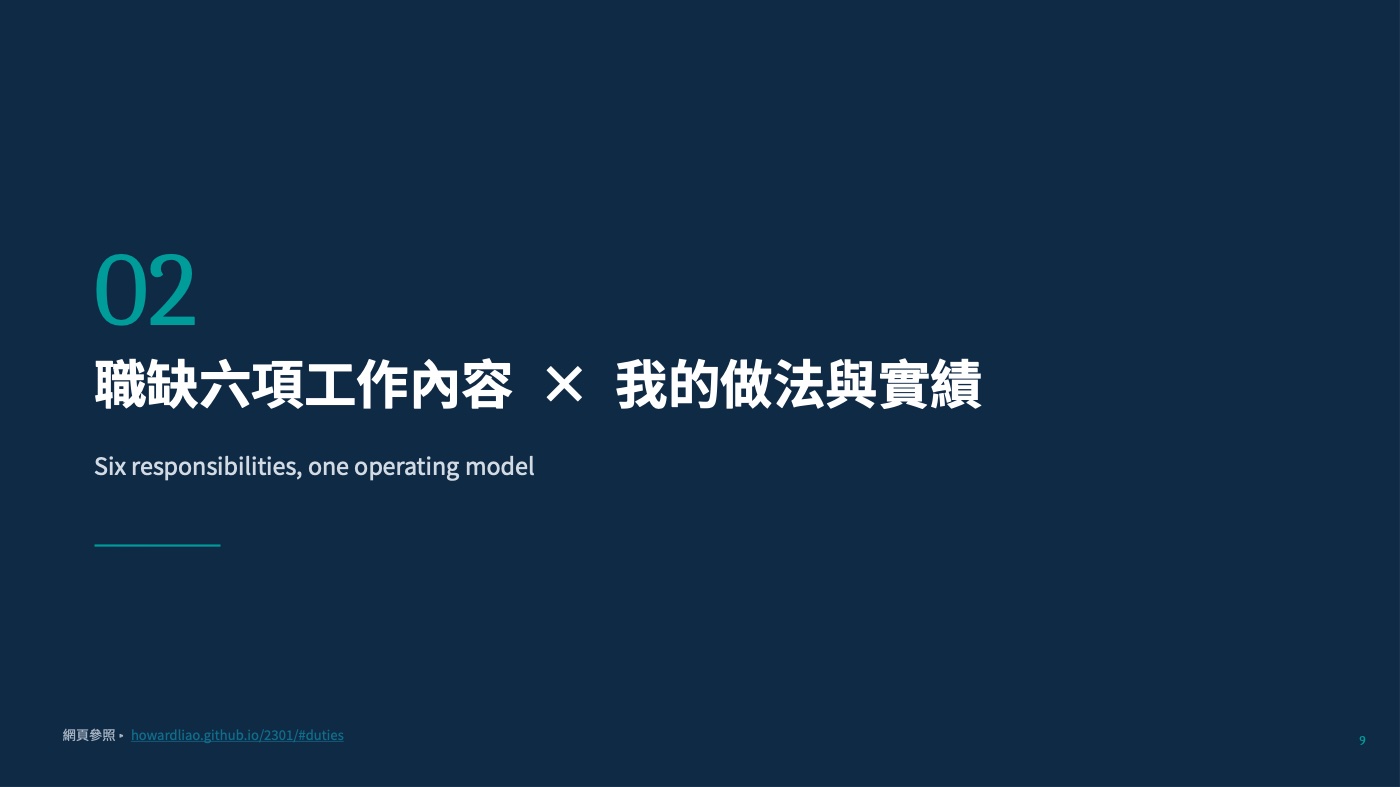 02
職缺六項工作內容 × 我的做法與實績
Six responsibilities, one operating model
網頁參照 ▸ howardliao.github.io/2301/#duties
9